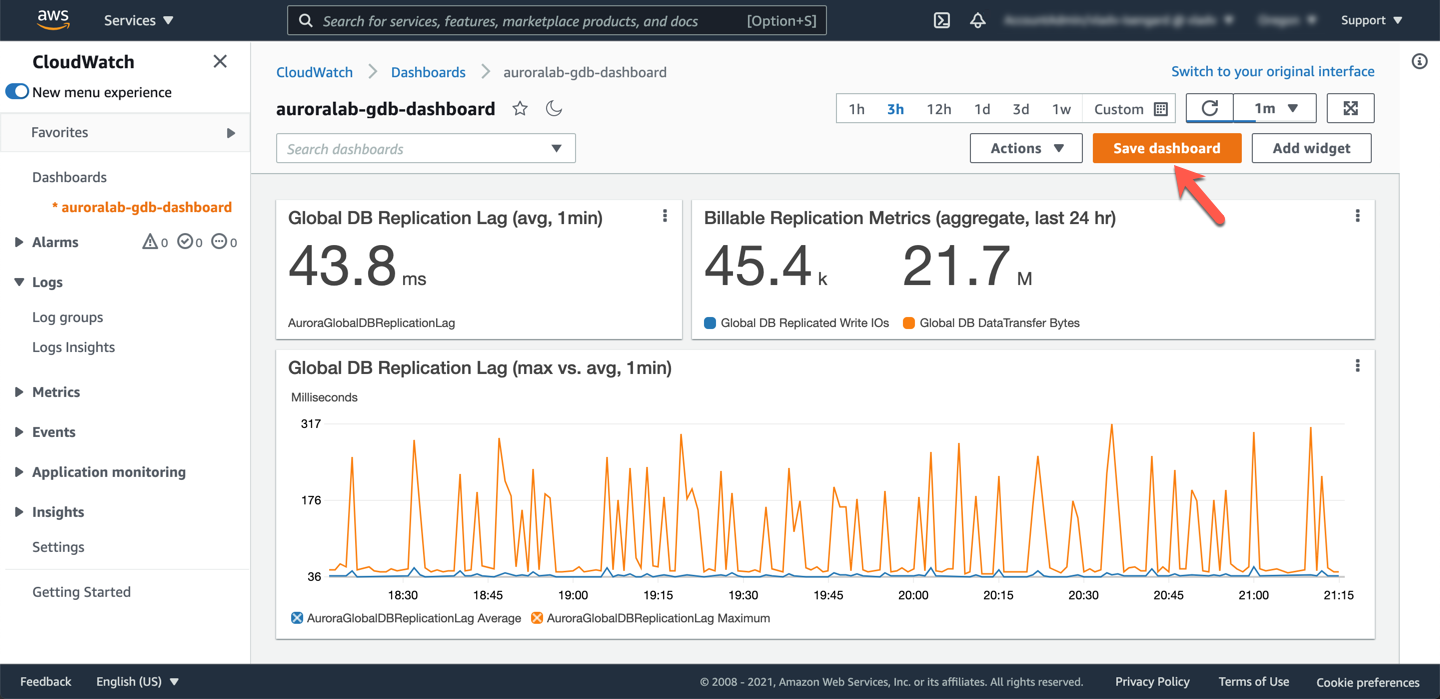 aws Services Search for services, features, marketplace products, and docs [Option+S] Support
CloudWatch
New menu experience
Favorites
Dashboards
* auroralab-gdb-dashboard
Alarms 0 0 0
Logs
Log groups
Logs Insights
Metrics
Events
Application monitoring
Insights
Settings
Getting Started
CloudWatch Dashboards auroralab-gdb-dashboard Switch to your original interface
auroralab-gdb-dashboard 1h 3h 12h 1d 3d 1w Custom 1m
Search dashboards Actions Save dashboard Add widget
Global DB Replication Lag (avg, 1min)
43.8 ms
AuroraGlobalDBReplicationLag
Billable Replication Metrics (aggregate, last 24 hr)
45.4 k 21.7 M
Global DB Replicated Write IOs Global DB DataTransfer Bytes
Global DB Replication Lag (max vs. avg, 1min)
Milliseconds
317
176
36
18:30 18:45 19:00 19:15 19:30 19:45 20:00 20:15 20:30 20:45 21:00 21:15
AuroraGlobalDBReplicationLag Average AuroraGlobalDBReplicationLag Maximum
Feedback English (US) © 2008 - 2021, Amazon Web Services, Inc. or its affiliates. All rights reserved. Privacy Policy Terms of Use Cookie preferences